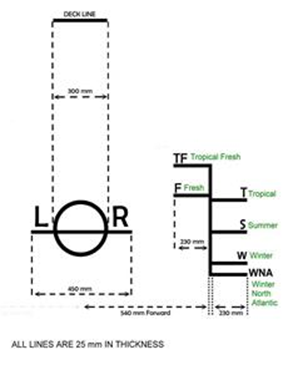 DECK LINE
300 mm
TF Tropical Fresh
F Fresh
T Tropical
L R
S Summer
230 mm
W Winter
WNA Winter
North
Atlantic
450 mm
540 mm Forward
230 mm
ALL LINES ARE 25 mm IN THICKNESS